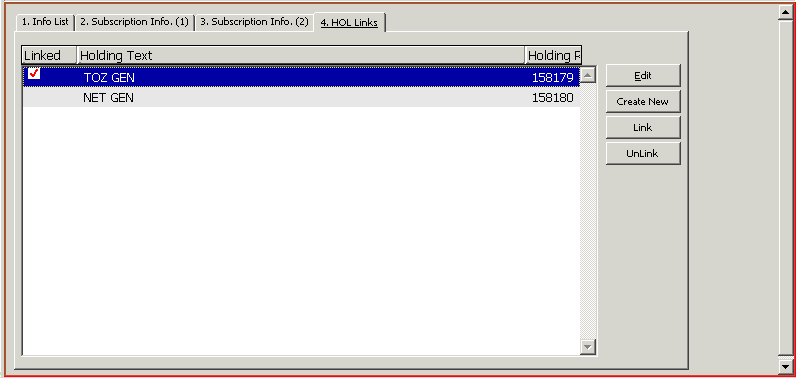 1. Info List 2. Subscription Info. (1) 3. Subscription Info. (2) 4. HOL Links
Linked Holding Text Holding R
TOZ GEN 158179
NET GEN 158180
Edit
Create New
Link
UnLink